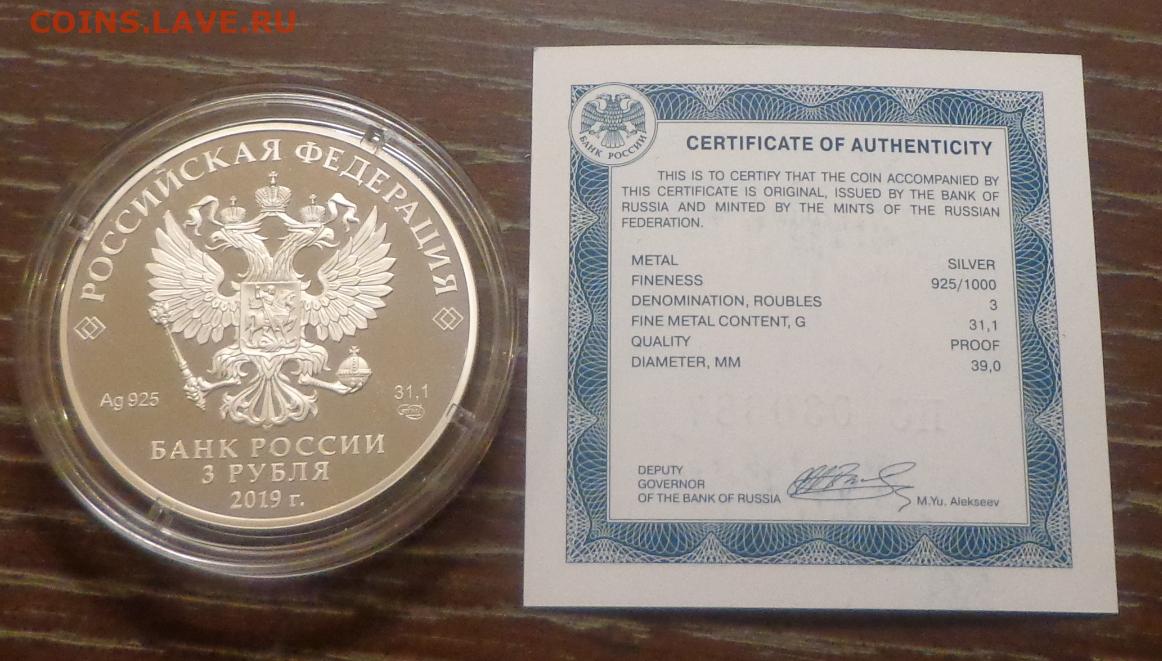 COINS.LAVE.RU
РОССИЙСКАЯ ФЕДЕРАЦИЯ
Ag 925
31,1
БАНК РОССИИ
3 РУБЛЯ
2019 г.
БАНК РОССИИ
CERTIFICATE OF AUTHENTICITY
THIS IS TO CERTIFY THAT THE COIN ACCOMPANIED BY
THIS CERTIFICATE IS ORIGINAL, ISSUED BY THE BANK OF
RUSSIA AND MINTED BY THE MINTS OF THE RUSSIAN
FEDERATION.
METAL SILVER
FINENESS 925/1000
DENOMINATION, ROUBLES 3
FINE METAL CONTENT, G 31,1
QUALITY PROOF
DIAMETER, MM 39,0
DEPUTY
GOVERNOR
OF THE BANK OF RUSSIA M.Yu. Alekseev